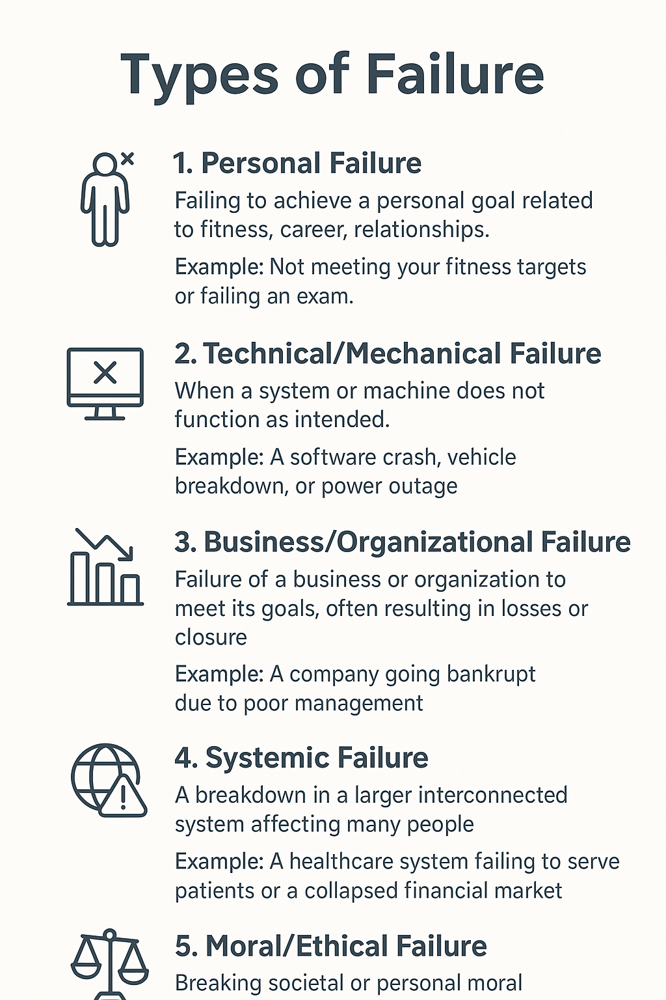 Types of Failure
1. Personal Failure
Failing to achieve a personal goal related
to fitness, career, relationships.
Example: Not meeting your fitness targets
or failing an exam.
2. Technical/Mechanical Failure
When a system or machine does not
function as intended.
Example: A software crash, vehicle
breakdown, or power outage
3. Business/Organizational Failure
Failure of a business or organization to
meet its goals, often resulting in losses or
closure
Example: A company going bankrupt
due to poor management
4. Systemic Failure
A breakdown in a larger interconnected
system affecting many people
Example: A healthcare system failing to serve
patients or a collapsed financial market
5. Moral/Ethical Failure
Breaking societal or personal moral